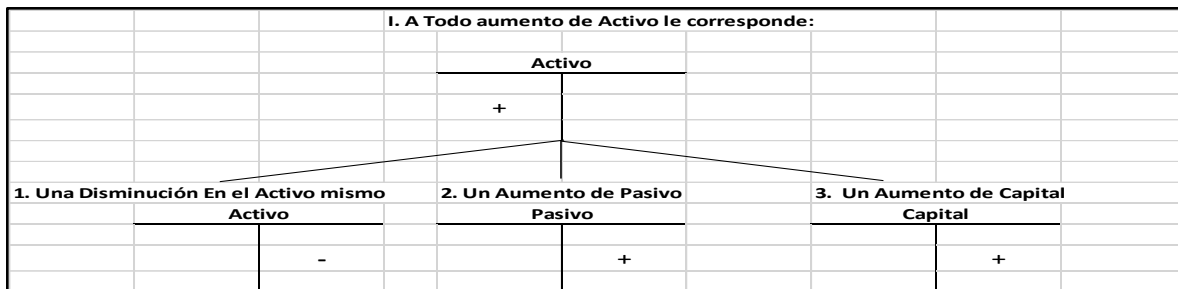 I. A Todo aumento de Activo le corresponde:
Activo
+
1. Una Disminución En el Activo mismo 2. Un Aumento de Pasivo 3. Un Aumento de Capital
Activo Pasivo Capital
- + +